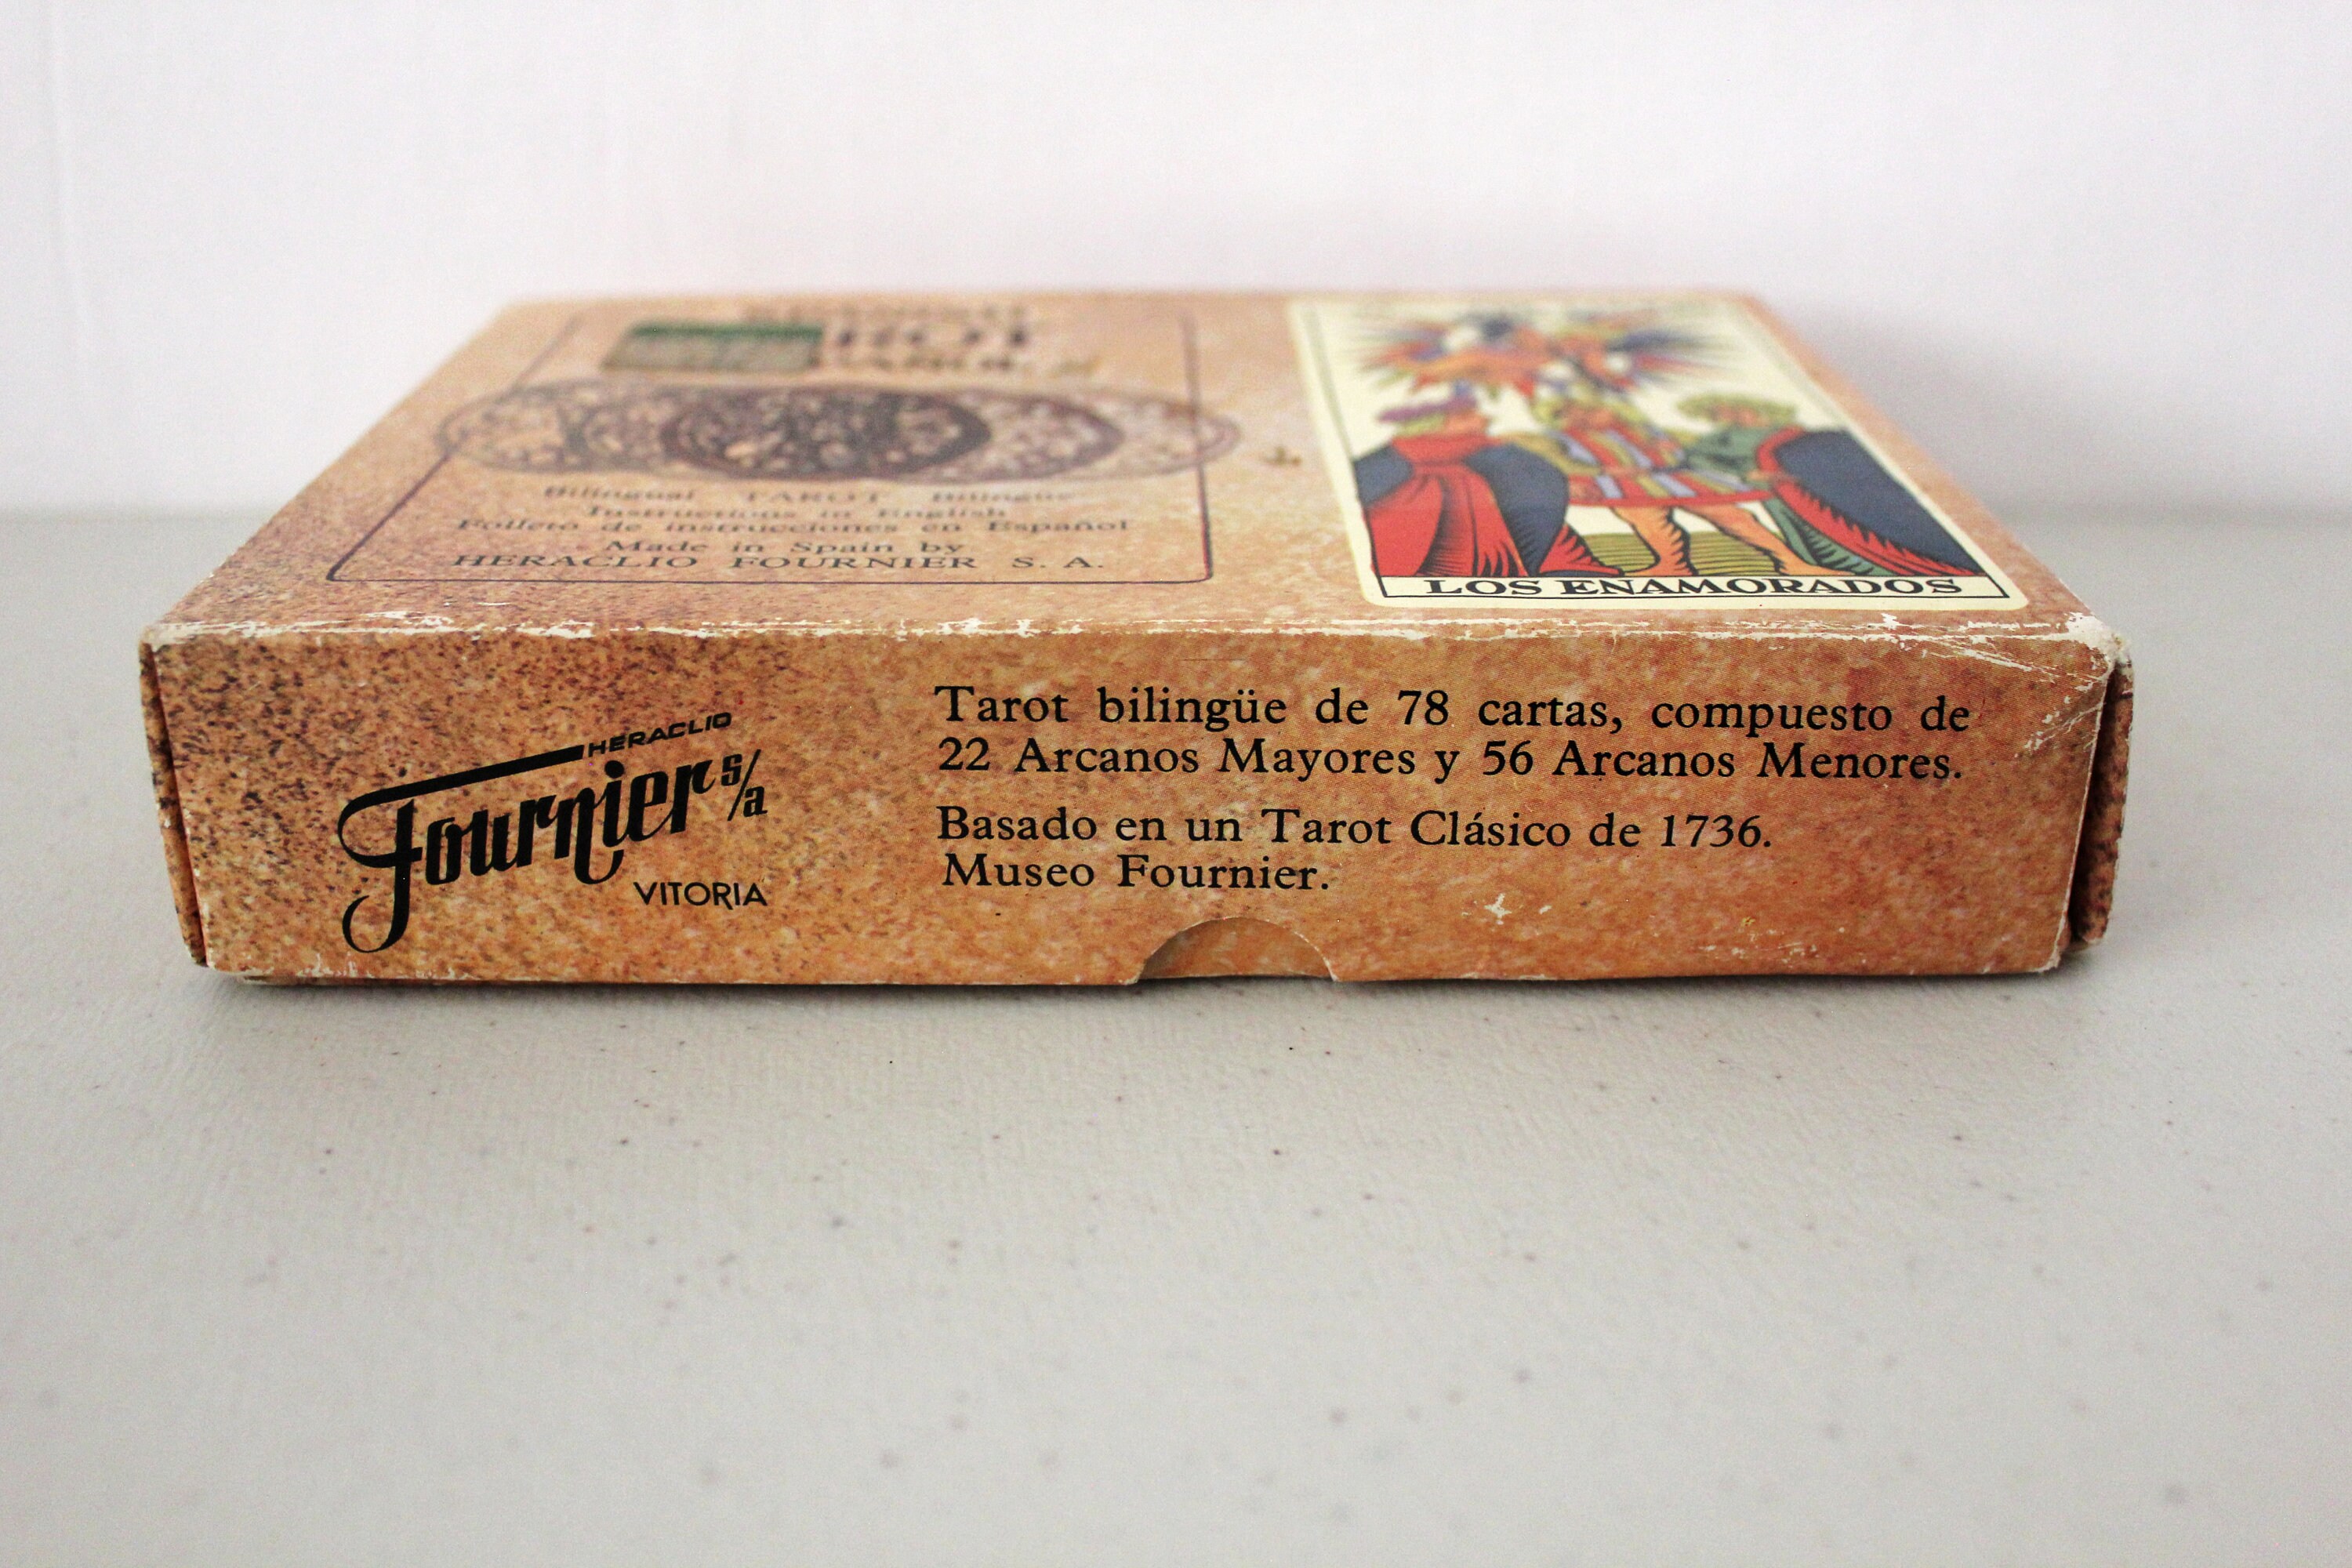 ROT
Bilingual TAROT Bilingüe
Instructions in English
Folleto de instrucciones en Español
Made in Spain by
HERACLIO FOURNIER S. A.
LOS ENAMORADOS
HERACLIO
Fournier s/a
VITORIA
Tarot bilingüe de 78 cartas, compuesto de
22 Arcanos Mayores y 56 Arcanos Menores.
Basado en un Tarot Clásico de 1736.
Museo Fournier.